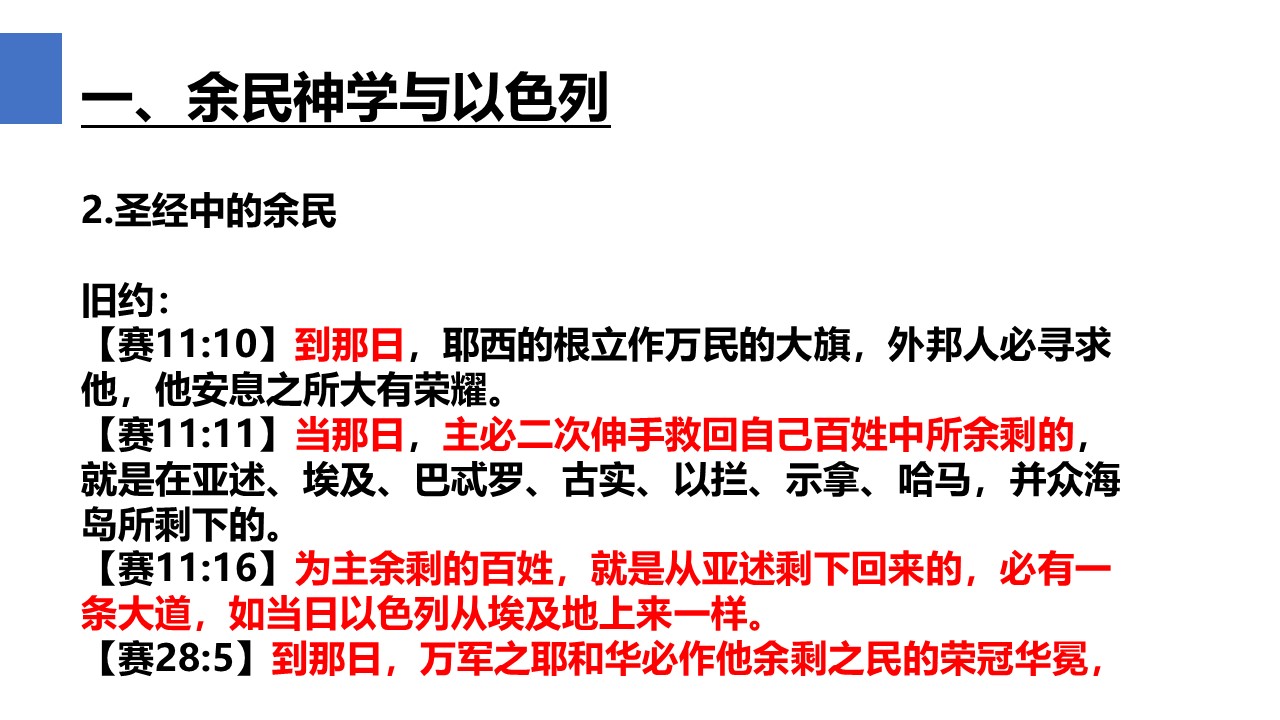 一、余民神学与以色列
2.圣经中的余民
旧约：
【赛11:10】到那日，耶西的根立作万民的大旗，外邦人必寻求
他，他安息之所大有荣耀。
【赛11:11】当那日，主必二次伸手救回自己百姓中所余剩的，
就是在亚述、埃及、巴忒罗、古实、以拦、示拿、哈马，并众海
岛所剩下的。
【赛11:16】为主余剩的百姓，就是从亚述剩下回来的，必有一
条大道，如当日以色列从埃及地上来一样。
【赛28:5】到那日，万军之耶和华必作他余剩之民的荣冠华冕，